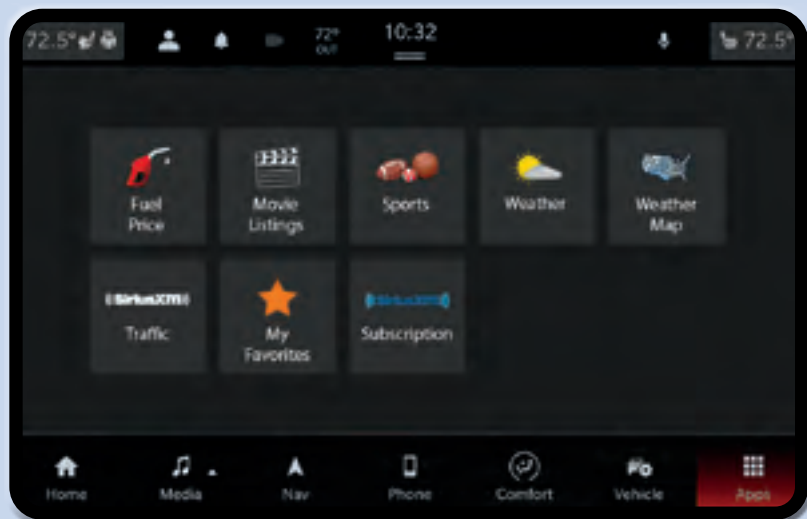 72.5°
72°
OUT
10:32
72.5°
Fuel
Price
Movie
Listings
Sports
Weather
Weather
Map
SiriusXM
Traffic
My
Favorites
SiriusXM
Subscription
Home
Media
Nav
Phone
Comfort
Vehicle
Apps